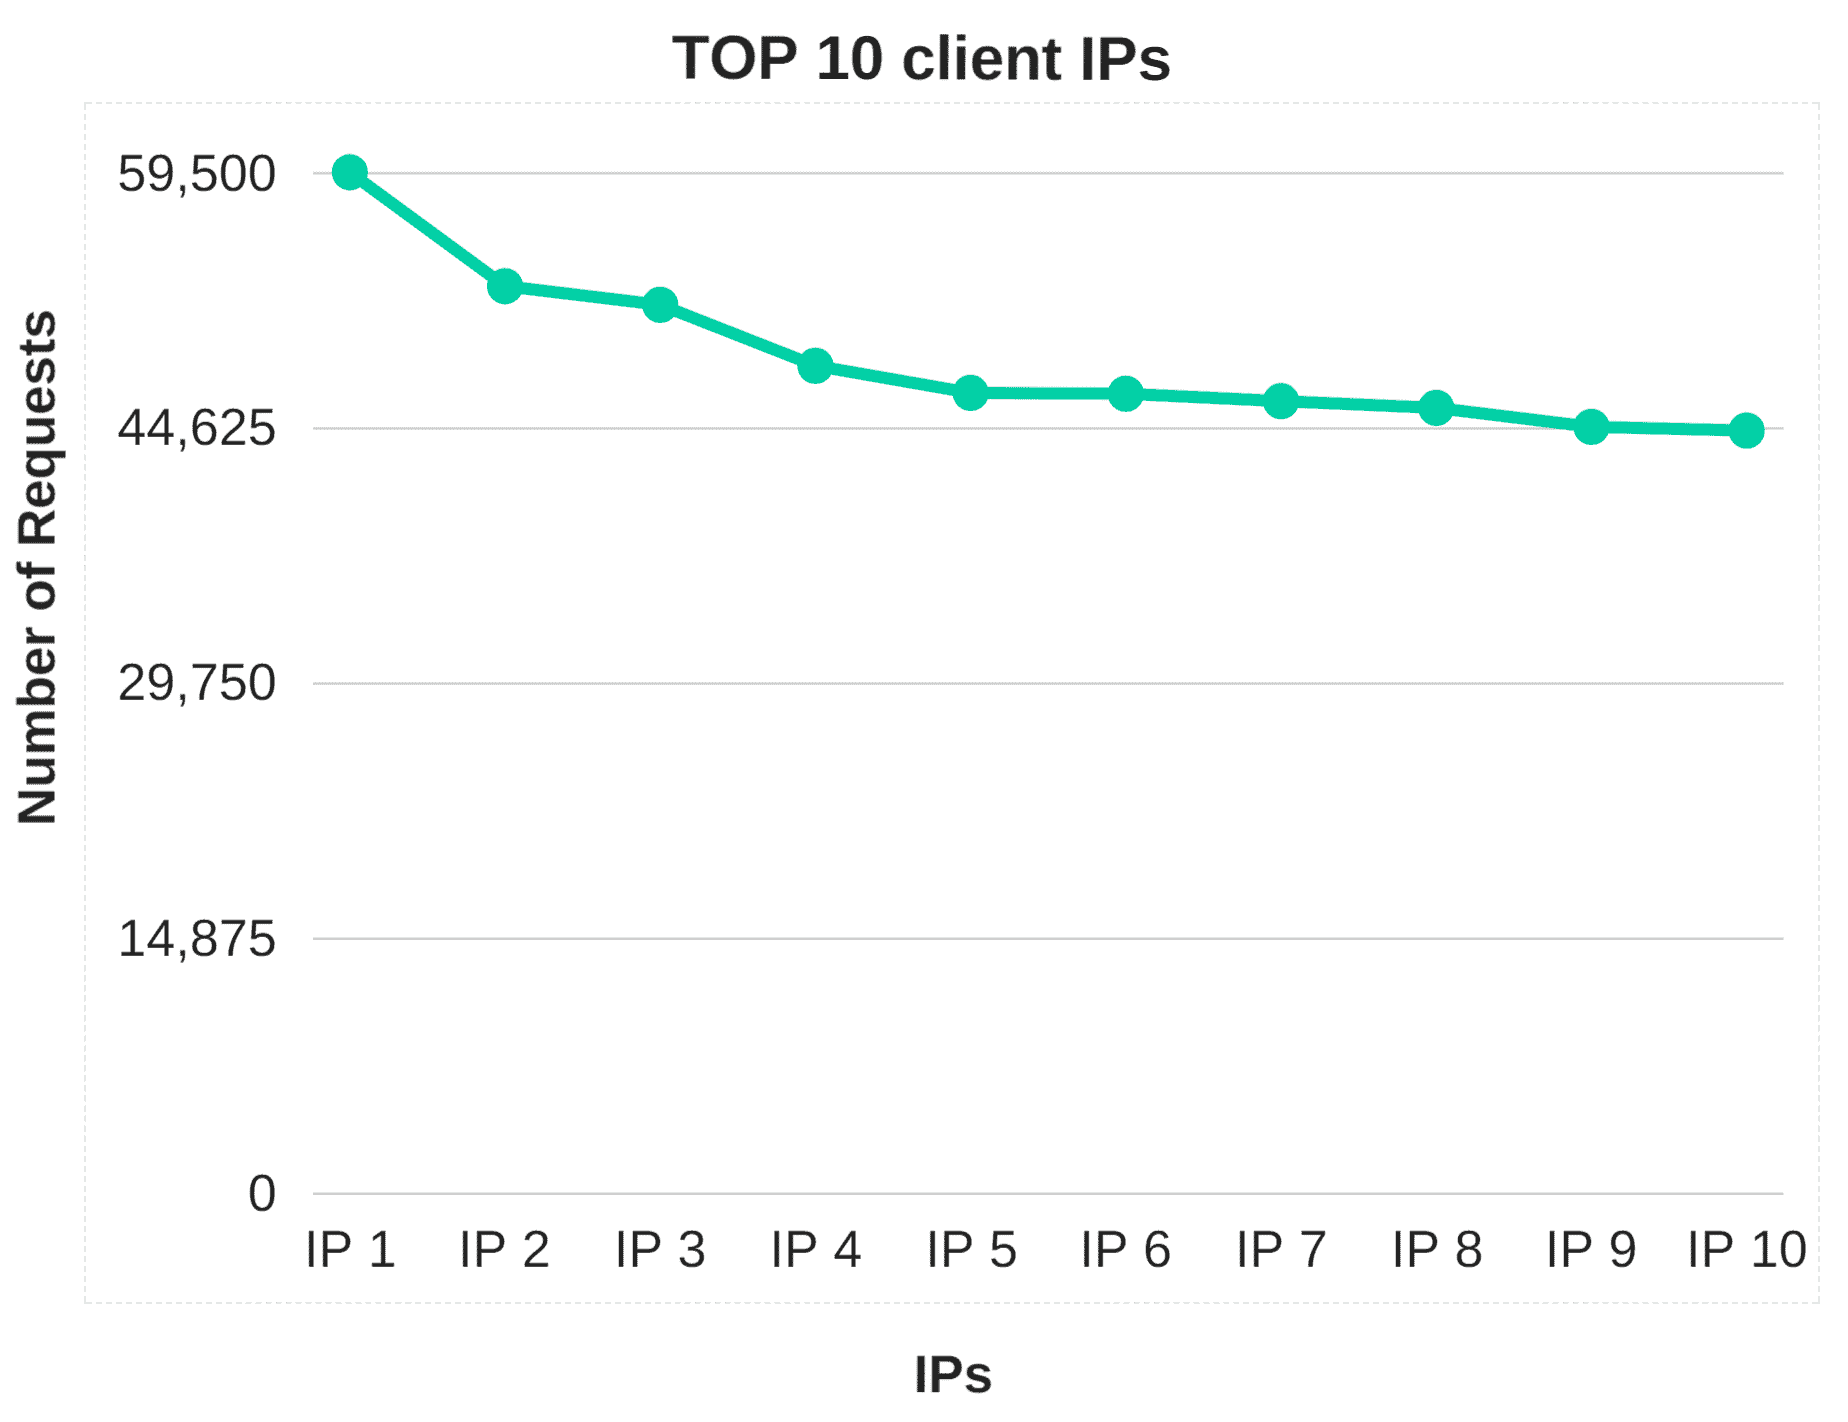 TOP 10 client IPs
Number of Requests
59,500
44,625
29,750
14,875
0
IP 1 IP 2 IP 3 IP 4 IP 5 IP 6 IP 7 IP 8 IP 9 IP 10
IPs